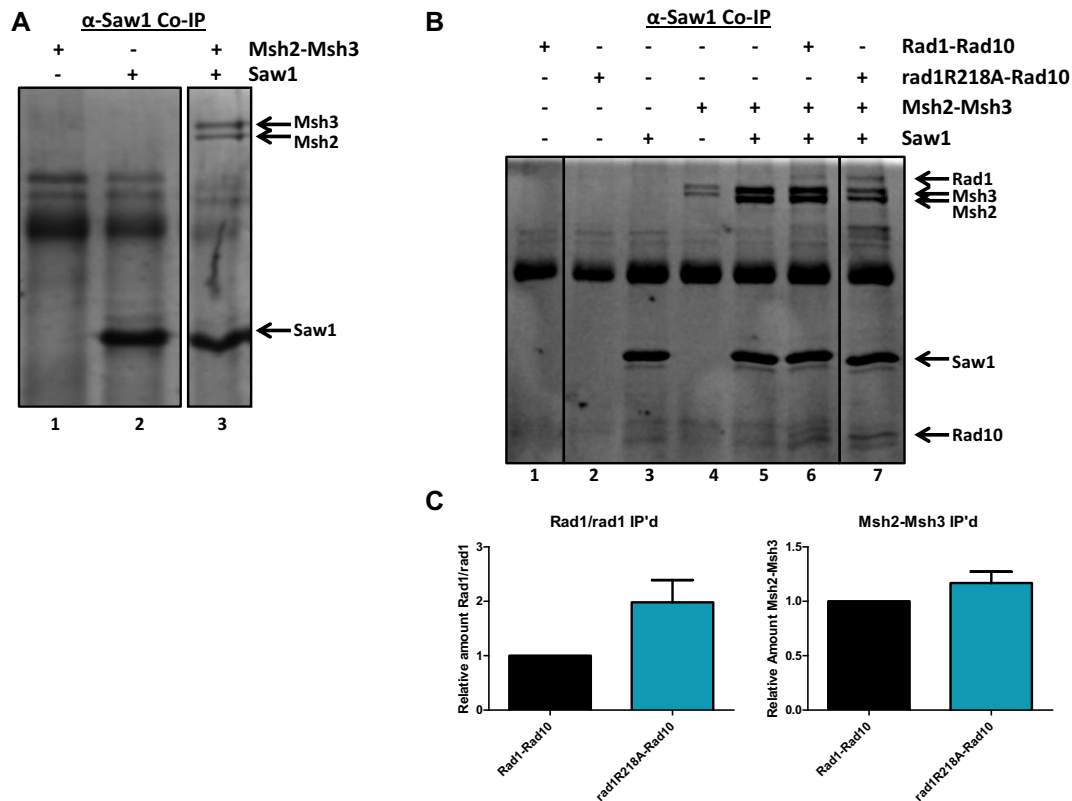 A
α-Saw1 Co-IP
+ - + Msh2-Msh3
- + + Saw1
Msh3
Msh2
Saw1
1 2 3
B
α-Saw1 Co-IP
+ - - - - + - Rad1-Rad10
- + - - - - + rad1R218A-Rad10
- - - + + + + Msh2-Msh3
- - + - + + + Saw1
Rad1
Msh3
Msh2
Saw1
Rad10
1 2 3 4 5 6 7
C
Rad1/rad1 IP'd
Relative amount Rad1/rad1
3
2
1
0
Rad1-Rad10
rad1R218A-Rad10
Msh2-Msh3 IP'd
Relative Amount Msh2-Msh3
1.5
1.0
0.5
0.0
Rad1-Rad10
rad1R218A-Rad10